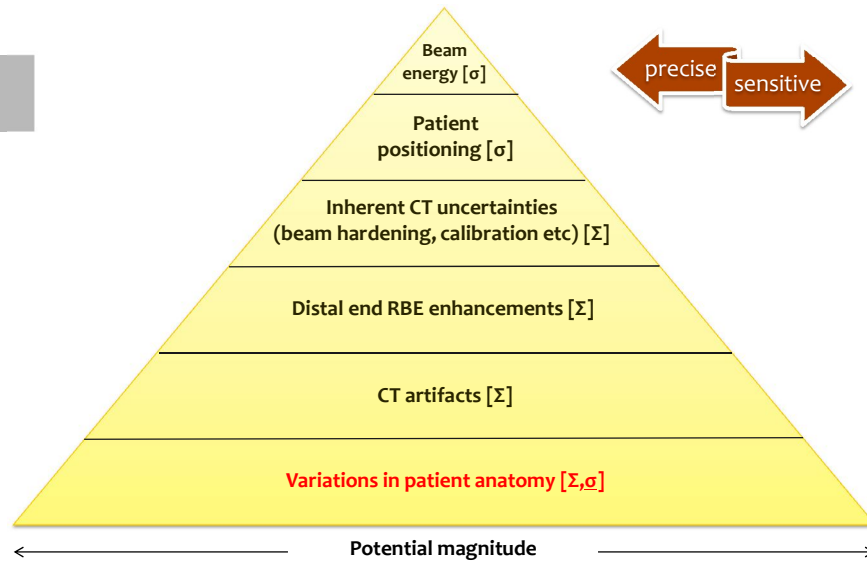 Beam
energy [σ]
precise
sensitive
Patient
positioning [σ]
Inherent CT uncertainties
(beam hardening, calibration etc) [Σ]
Distal end RBE enhancements [Σ]
CT artifacts [Σ]
Variations in patient anatomy [Σ,σ]
Potential magnitude